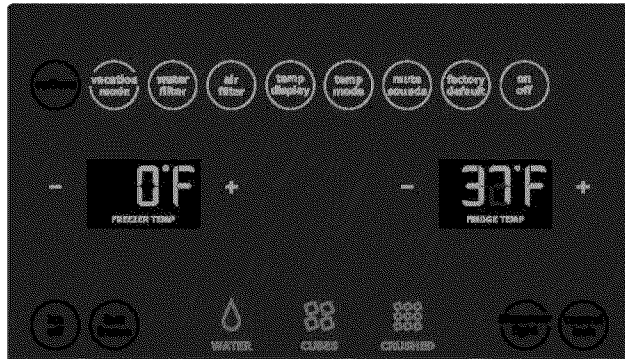 vacation
mode
water
filter
air
filter
temp
display
temp
mode
mute
sounds
factory
default
on
off
- 0°F +
FREEZER TEMP
- 37°F +
FRIDGE TEMP
WATER
CUBES
CRUSHED